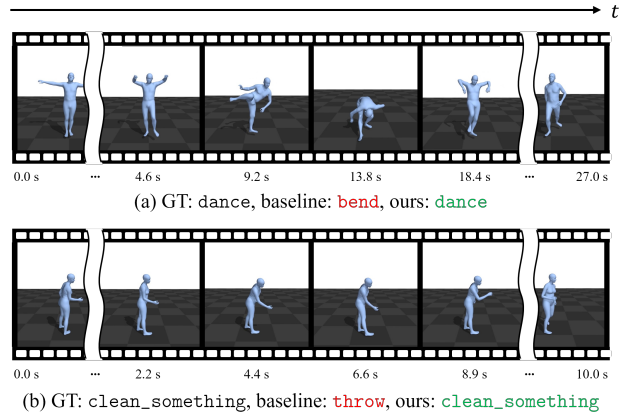 t
0.0 s ... 4.6 s 9.2 s 13.8 s 18.4 s ... 27.0 s
(a) GT: dance, baseline: bend, ours: dance
0.0 s ... 2.2 s 4.4 s 6.6 s 8.9 s ... 10.0 s
(b) GT: clean_something, baseline: throw, ours: clean_something